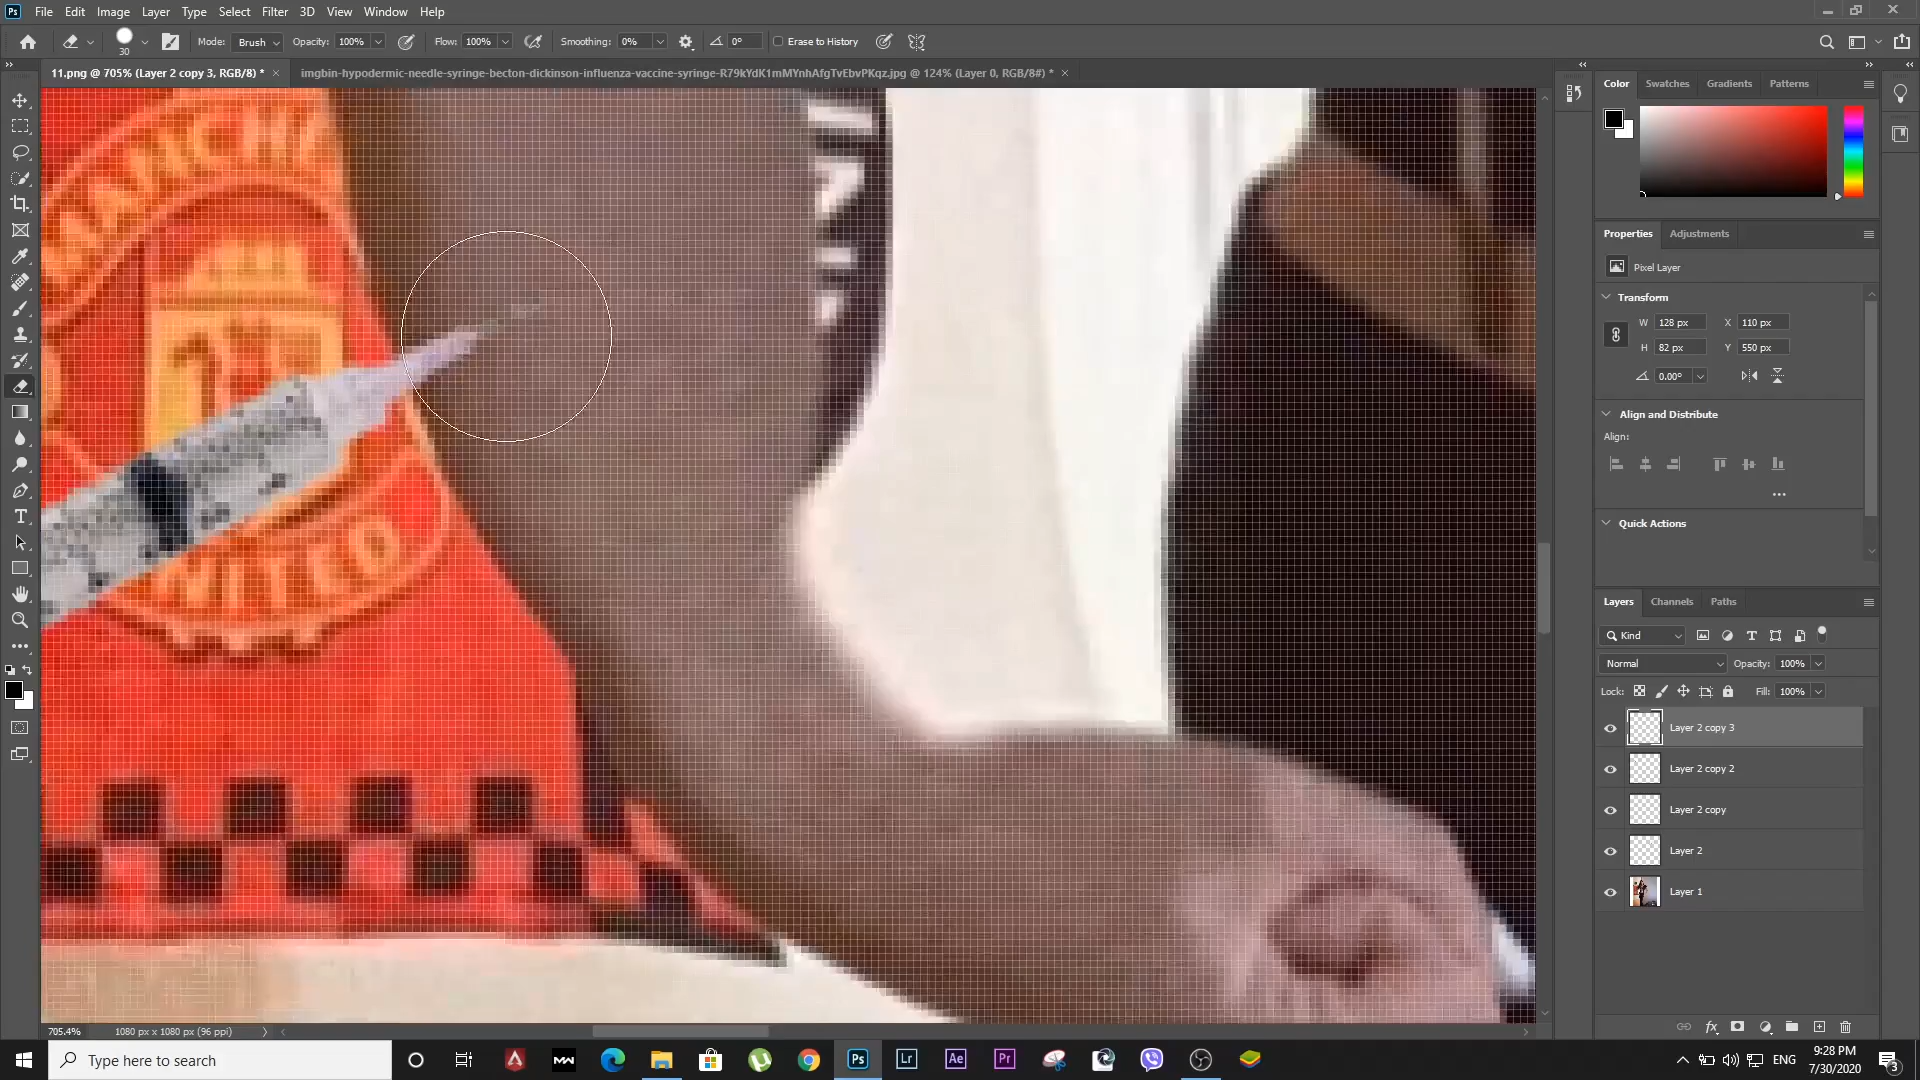 File Edit Image Layer Type Select Filter 3D View Window Help
30 Mode: Brush Opacity: 100% Flow: 100% Smoothing: 0% 0° Erase to History
11.png @ 705% (Layer 2 copy 3, RGB/8) * × imgbin-hypodermic-needle-syringe-becton-dickinson-influenza-vaccine-syringe-R79kYdK1mMYnhAfgTvEbvPKqz.jpg @ 124% (Layer 0, RGB/8#) * ×
Color Swatches Gradients Patterns
Properties Adjustments
Pixel Layer
Transform
W 128 px X 110 px
H 82 px Y 550 px
0.00°
Align and Distribute
Align:
Quick Actions
Layers Channels Paths
Kind
Normal Opacity: 100%
Lock: Fill: 100%
Layer 2 copy 3
Layer 2 copy 2
Layer 2 copy
Layer 2
Layer 1
705.4% 1080 px x 1080 px (96 ppi)
Type here to search
Ps Lr Ae Pr
ENG
9:28 PM
7/30/2020
3